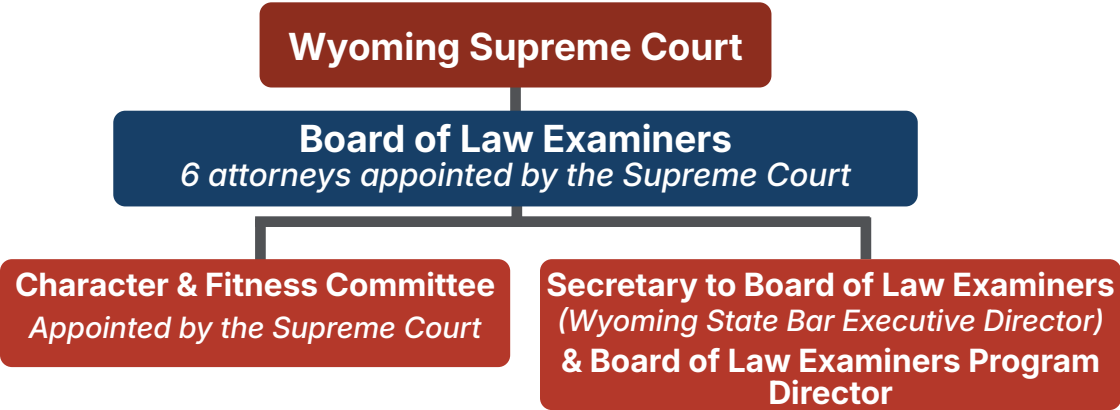 Wyoming Supreme Court
Board of Law Examiners
6 attorneys appointed by the Supreme Court
Character & Fitness Committee
Appointed by the Supreme Court
Secretary to Board of Law Examiners
(Wyoming State Bar Executive Director)
& Board of Law Examiners Program
Director